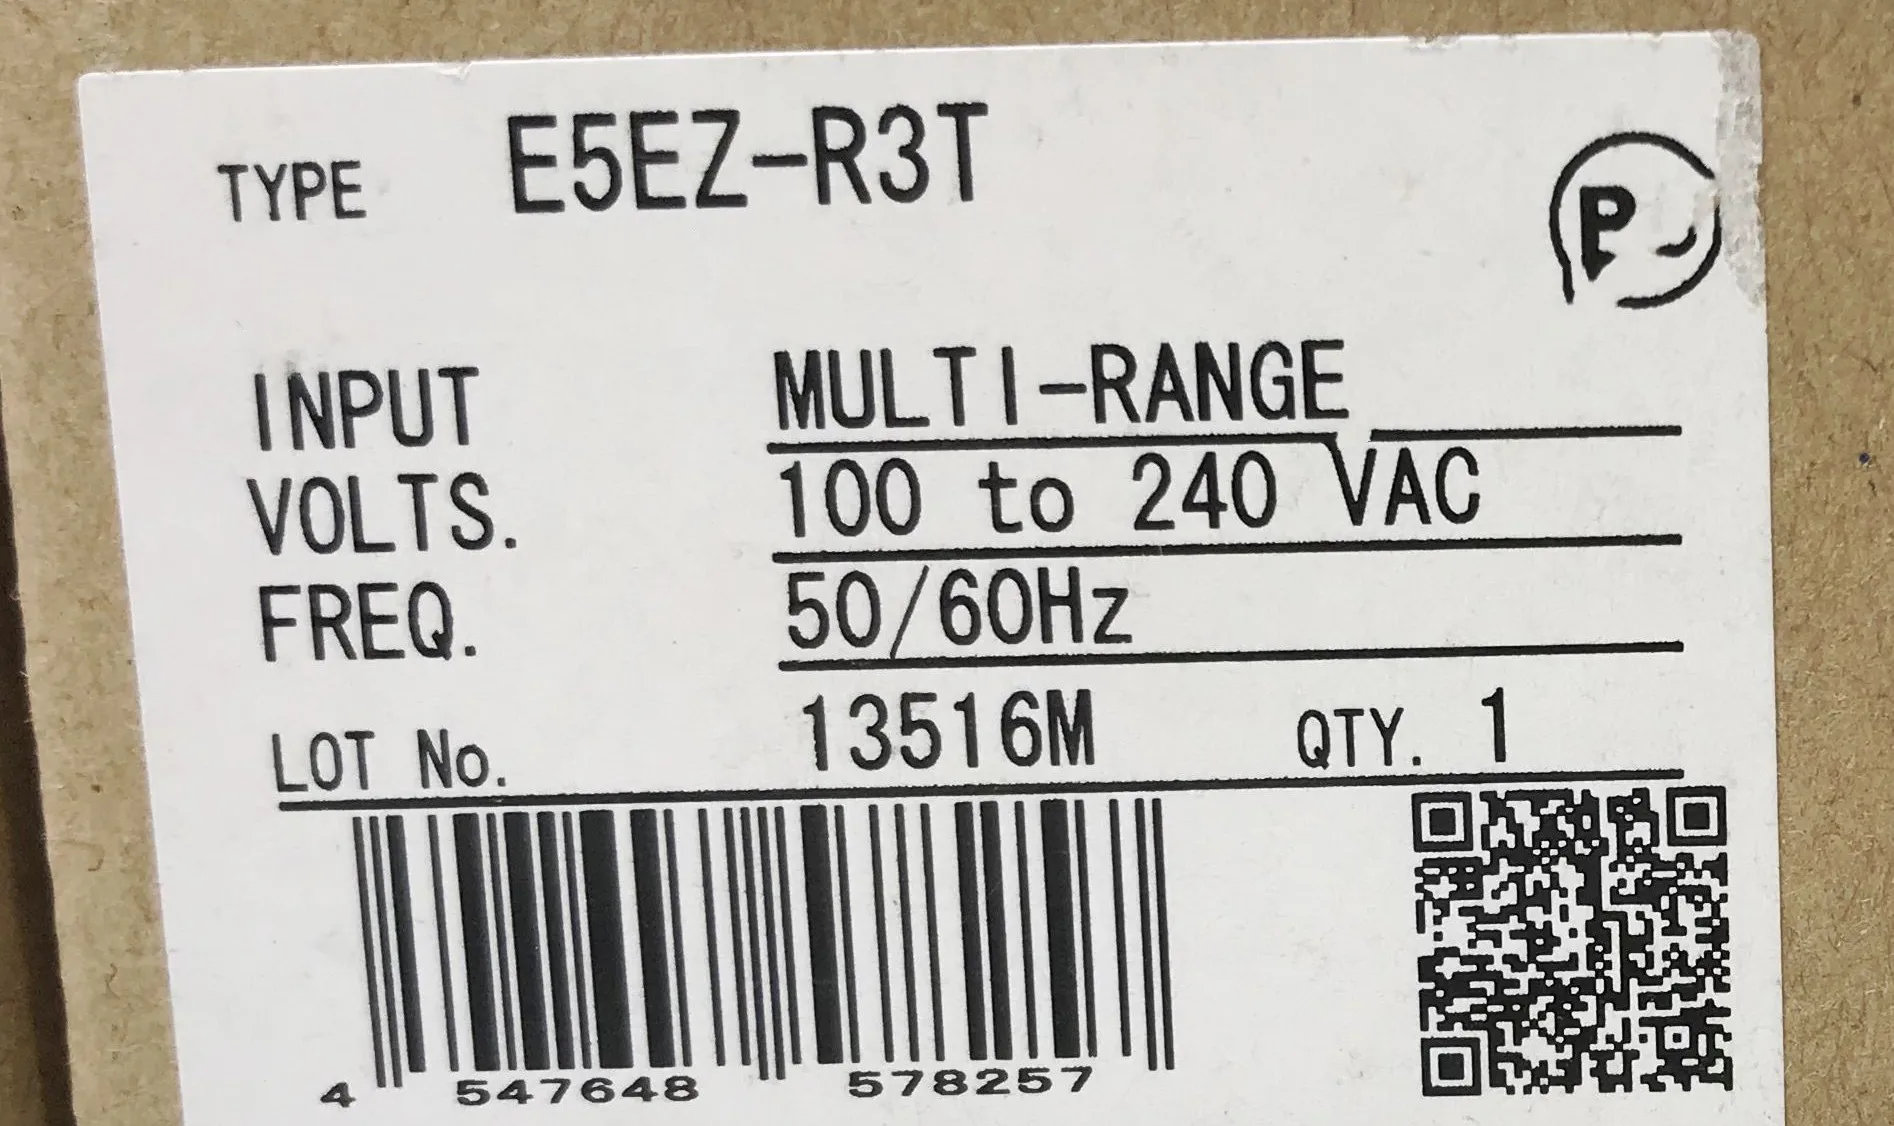 TYPE E5EZ-R3T
P
INPUT MULTI-RANGE
VOLTS. 100 to 240 VAC
FREQ. 50/60Hz
LOT No. 13516M QTY. 1
4 547648 578257